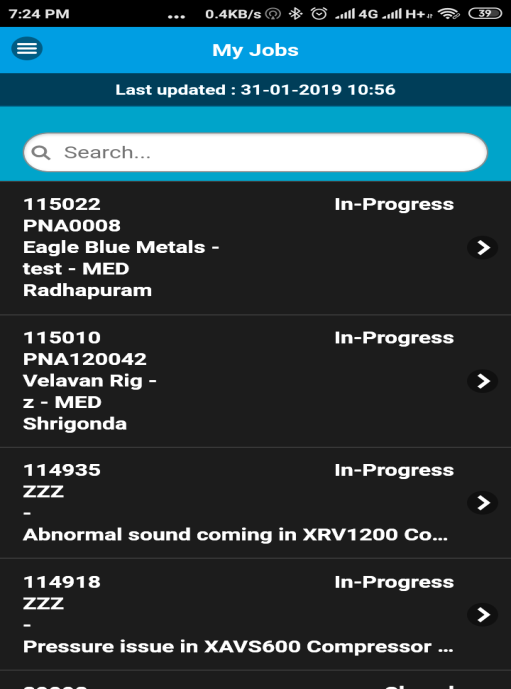 7:24 PM ... 0.4KB/s 4G H+ 39
My Jobs
Last updated : 31-01-2019 10:56
Search...
115022 In-Progress
PNA0008
Eagle Blue Metals -
test - MED
Radhapuram
115010 In-Progress
PNA120042
Velavan Rig -
z - MED
Shrigonda
114935 In-Progress
ZZZ
-
Abnormal sound coming in XRV1200 Co...
114918 In-Progress
ZZZ
-
Pressure issue in XAVS600 Compressor ...